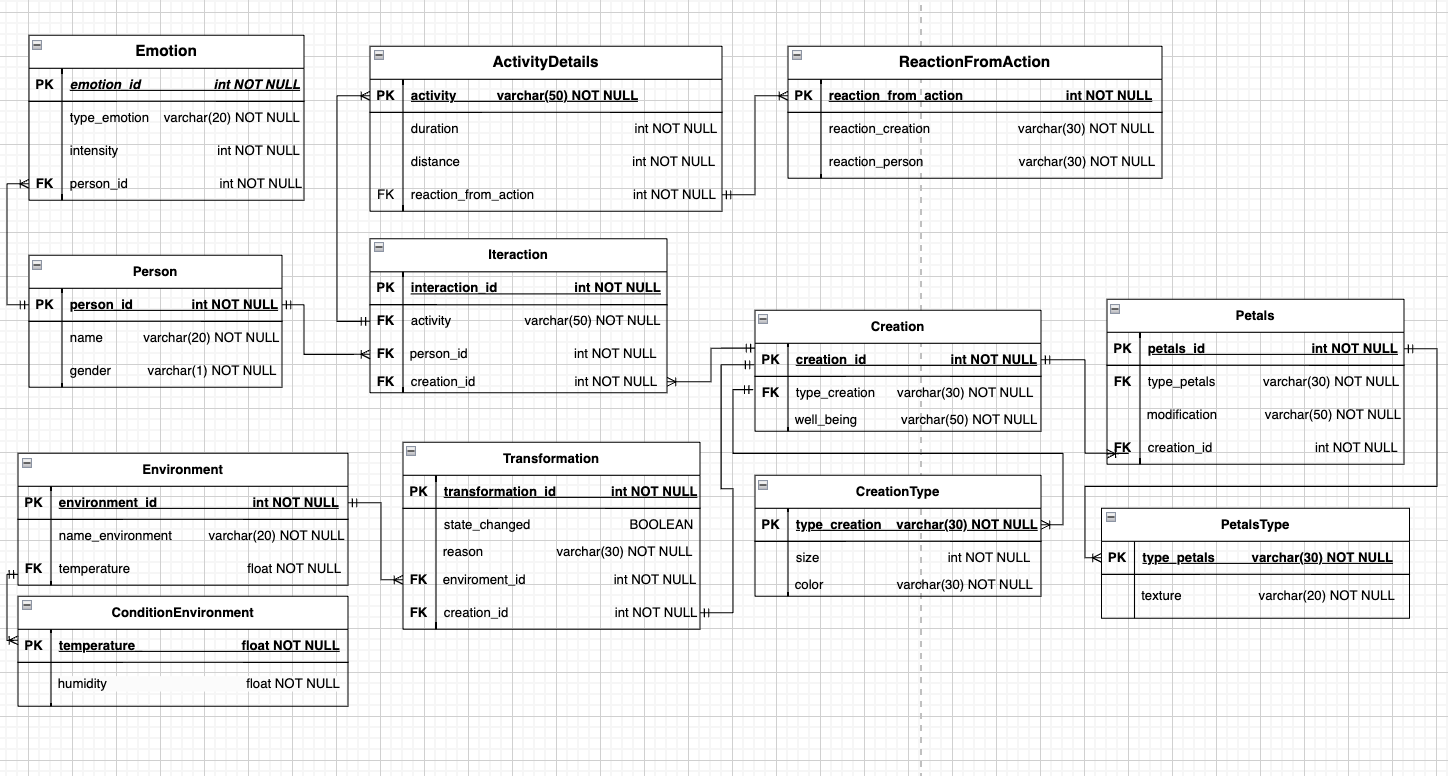 Emotion
PK emotion_id int NOT NULL
type_emotion varchar(20) NOT NULL
intensity int NOT NULL
FK person_id int NOT NULL
ActivityDetails
PK activity varchar(50) NOT NULL
duration int NOT NULL
distance int NOT NULL
FK reaction_from_action int NOT NULL
ReactionFromAction
PK reaction_from_action int NOT NULL
reaction_creation varchar(30) NOT NULL
reaction_person varchar(30) NOT NULL
Person
PK person_id int NOT NULL
name varchar(20) NOT NULL
gender varchar(1) NOT NULL
Iteraction
PK interaction_id int NOT NULL
FK activity varchar(50) NOT NULL
FK person_id int NOT NULL
FK creation_id int NOT NULL
Creation
PK creation_id int NOT NULL
FK type_creation varchar(30) NOT NULL
well_being varchar(50) NOT NULL
Petals
PK petals_id int NOT NULL
FK type_petals varchar(30) NOT NULL
modification varchar(50) NOT NULL
FK creation_id int NOT NULL
Environment
PK environment_id int NOT NULL
name_environment varchar(20) NOT NULL
FK temperature float NOT NULL
Transformation
PK transformation_id int NOT NULL
state_changed BOOLEAN
reason varchar(30) NOT NULL
FK enviroment_id int NOT NULL
FK creation_id int NOT NULL
CreationType
PK type_creation varchar(30) NOT NULL
size int NOT NULL
color varchar(30) NOT NULL
PetalsType
PK type_petals varchar(30) NOT NULL
texture varchar(20) NOT NULL
ConditionEnvironment
PK temperature float NOT NULL
humidity float NOT NULL